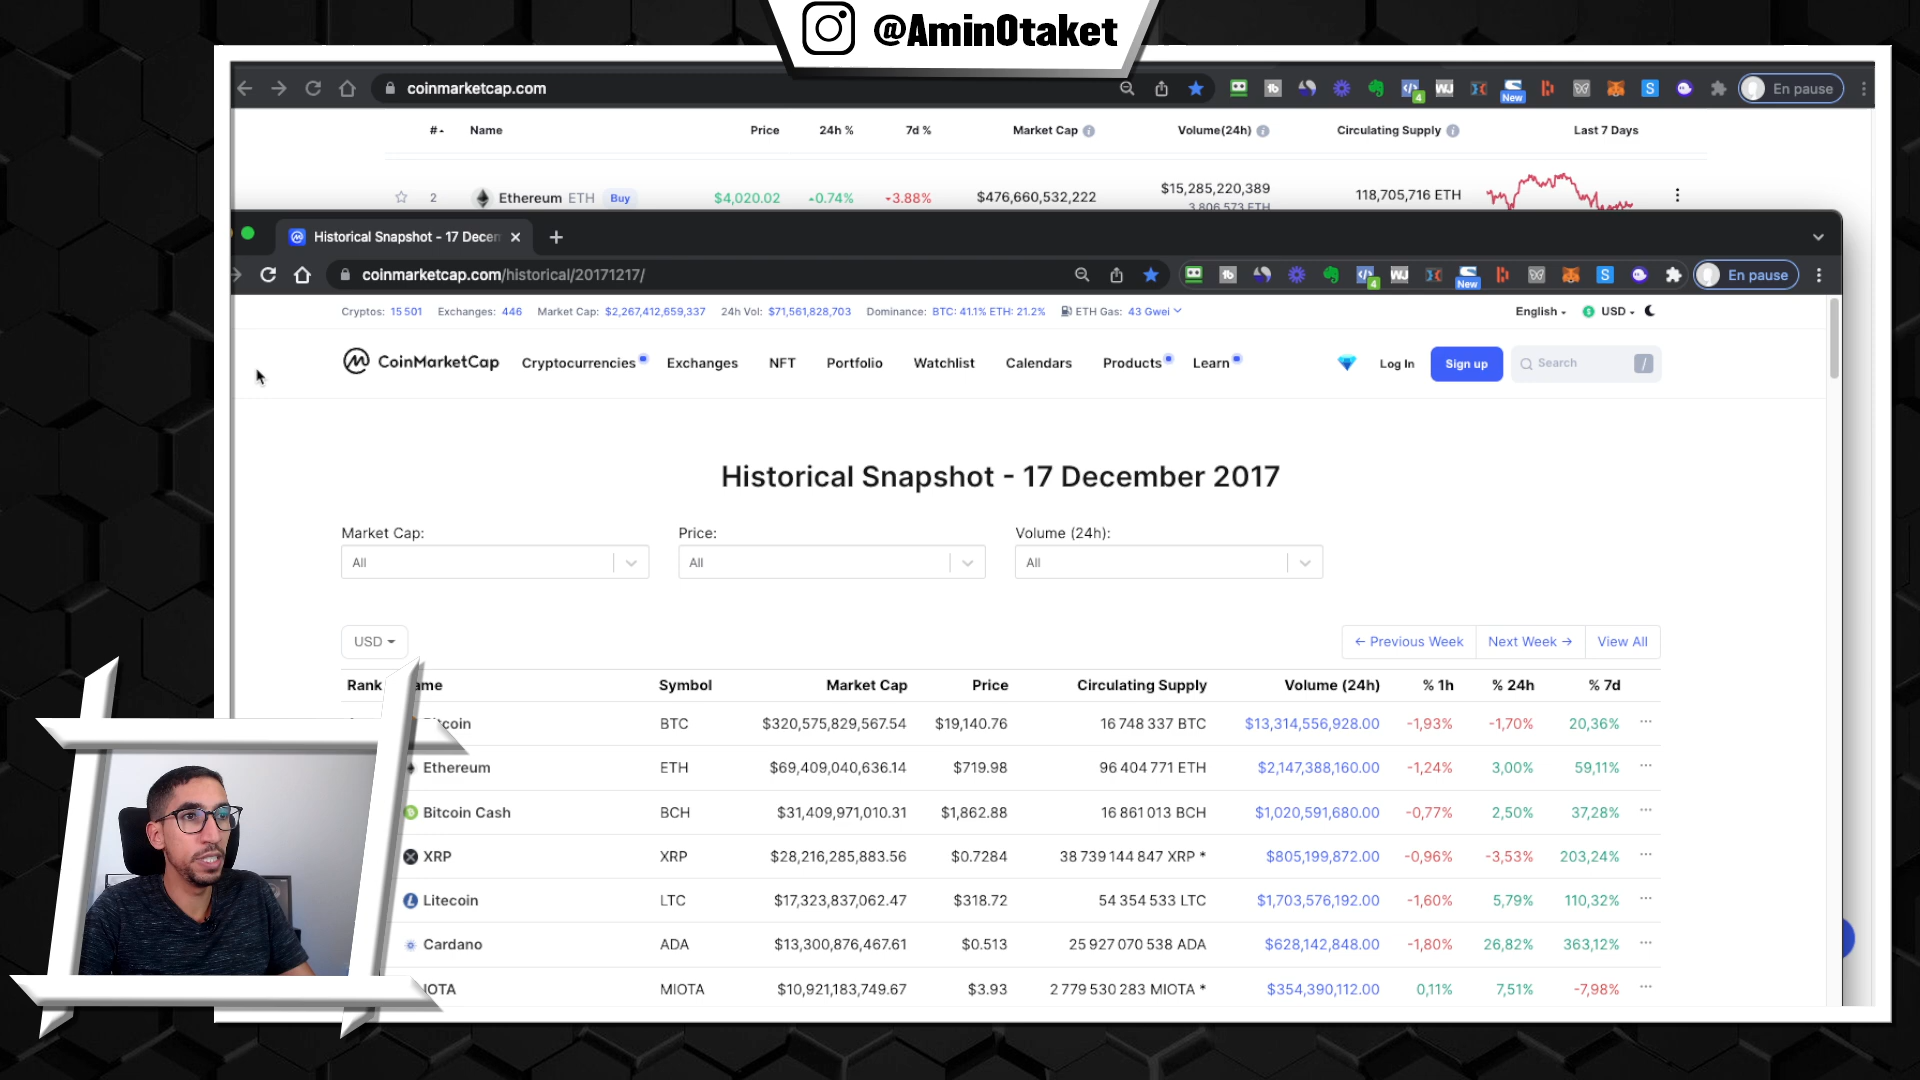 @AminOtaket
coinmarketcap.com
En pause
# Name Price 24h % 7d % Market Cap Volume(24h) Circulating Supply Last 7 Days
2 Ethereum ETH Buy $4,020.02 0.74% -3.88% $476,660,532,222 $15,285,220,389 118,705,716 ETH
3,806,573 ETH
Historical Snapshot - 17 Decem
coinmarketcap.com/historical/20171217/
En pause
Cryptos: 15 501 Exchanges: 446 Market Cap: $2,267,412,659,337 24h Vol: $71,561,828,703 Dominance: BTC: 41.1% ETH: 21.2% ETH Gas: 43 Gwei English USD
CoinMarketCap Cryptocurrencies Exchanges NFT Portfolio Watchlist Calendars Products Learn Log In Sign up Search /
Historical Snapshot - 17 December 2017
Market Cap: Price: Volume (24h):
All All All
USD ← Previous Week Next Week → View All
Rank ame Symbol Market Cap Price Circulating Supply Volume (24h) % 1h % 24h % 7d
tcoin BTC $320,575,829,567.54 $19,140.76 16 748 337 BTC $13,314,556,928.00 -1,93% -1,70% 20,36%
Ethereum ETH $69,409,040,636.14 $719.98 96 404 771 ETH $2,147,388,160.00 -1,24% 3,00% 59,11%
Bitcoin Cash BCH $31,409,971,010.31 $1,862.88 16 861 013 BCH $1,020,591,680.00 -0,77% 2,50% 37,28%
XRP XRP $28,216,285,883.56 $0.7284 38 739 144 847 XRP * $805,199,872.00 -0,96% -3,53% 203,24%
Litecoin LTC $17,323,837,062.47 $318.72 54 354 533 LTC $1,703,576,192.00 -1,60% 5,79% 110,32%
Cardano ADA $13,300,876,467.61 $0.513 25 927 070 538 ADA $628,142,848.00 -1,80% 26,82% 363,12%
IOTA MIOTA $10,921,183,749.67 $3.93 2 779 530 283 MIOTA * $354,390,112.00 0,11% 7,51% -7,98%